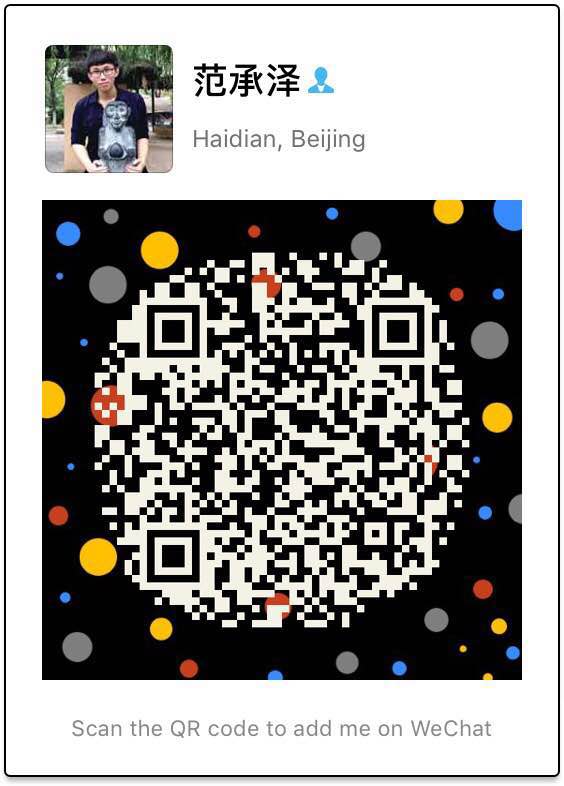 范承泽
Haidian, Beijing
Scan the QR code to add me on WeChat